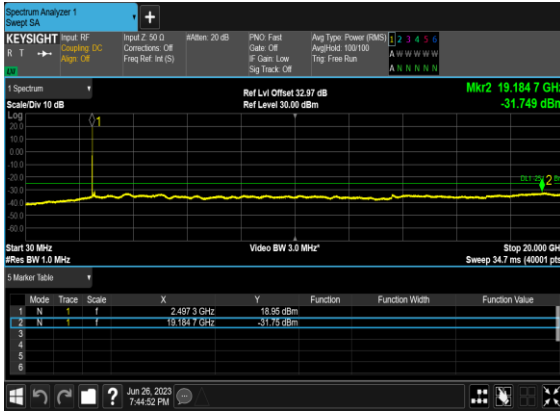 Spectrum Analyzer 1
Swept SA
+
KEYSIGHT Input: RF Input Z: 50 Ω #Atten: 20 dB PNO: Fast Avg Type: Power (RMS) 1 2 3 4 5 6
R T Coupling: DC Corrections: Off Gate: Off Avg|Hold: 100/100 A W W W W W
Align: Off Freq Ref: Int (S) IF Gain: Low Trig: Free Run
Sig Track: Off A N N N N N
1 Spectrum Ref Lvl Offset 32.97 dB Mkr2 19.184 7 GHz
Scale/Div 10 dB Ref Level 30.00 dBm -31.749 dBm
Log
20.0
10.0
0.00
-10.0
-20.0
-30.0
-40.0
-50.0
-60.0
1
2
Start 30 MHz Video BW 3.0 MHz* Stop 20.000 GHz
#Res BW 1.0 MHz Sweep 34.7 ms (40001 pts)
5 Marker Table
Mode Trace Scale X Y Function Function Width Function Value
1 N 1 f 2.497 3 GHz 18.95 dBm
2 N 1 f 19.184 7 GHz -31.75 dBm
3
4
5
6
? Jun 26, 2023
7:44:52 PM